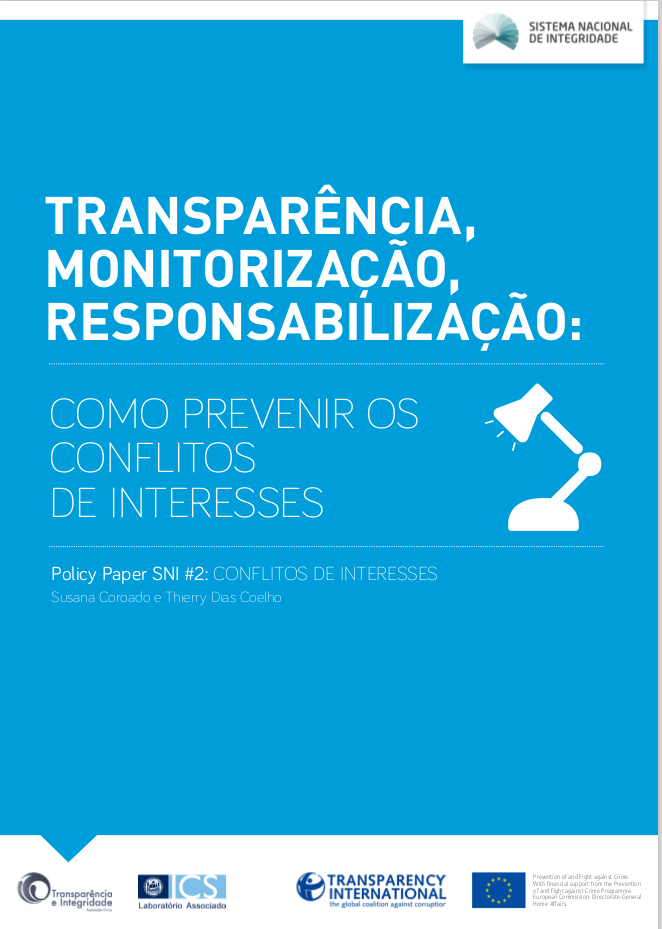 SISTEMA NACIONAL
DE INTEGRIDADE
TRANSPARÊNCIA,
MONITORIZAÇÃO,
RESPONSABILIZAÇÃO:
COMO PREVENIR OS
CONFLITOS
DE INTERESSES
Policy Paper SNI #2: CONFLITOS DE INTERESSES
Susana Coroado e Thierry Dias Coelho
Transparência
e Integridade
Associação Cívica
ICS
Laboratório Associado
TRANSPARENCY
INTERNATIONAL
the global coalition against corruption
Prevention of and Fight against Crime
With financial support from the Prevention
of and Fight against Crime Programme
European Commission-Directorate-General
Home Affairs.